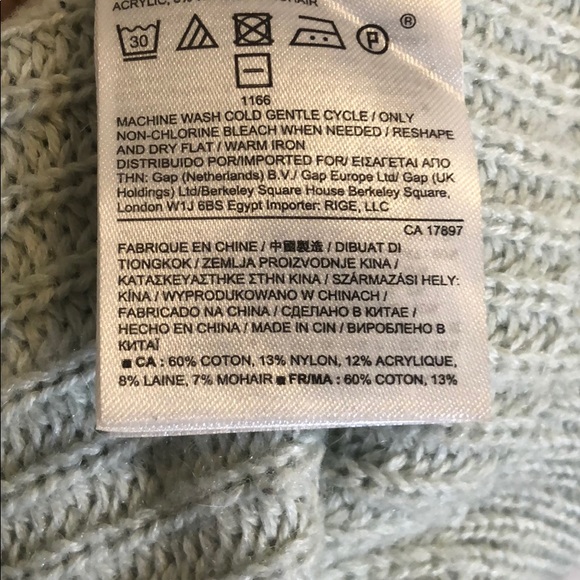 ACRYLIC, 8% MOHAIR
30
P
®
1166
MACHINE WASH COLD GENTLE CYCLE / ONLY
NON-CHLORINE BLEACH WHEN NEEDED / RESHAPE
AND DRY FLAT / WARM IRON
DISTRIBUIDO POR/IMPORTED FOR/ ΕΙΣΑΓΕΤΑΙ ΑΠΟ
ΤΗΝ: Gap (Netherlands) B.V./ Gap Europe Ltd/ Gap (UK
Holdings) Ltd/Berkeley Square House Berkeley Square,
London W1J 6BS Egypt Importer: RIGE, LLC
CA 17897
FABRIQUE EN CHINE / 中國製造 / DIBUAT DI
TIONGKOK / ZEMLJA PROIZVODNJE KINA /
ΚΑΤΑΣΚΕΥΑΣΤΗΚΕ ΣΤΗΝ ΚΙΝΑ / SZÁRMAZÁSI HELY:
KÍNA / WYPRODUKOWANO W CHINACH /
FABRICADO NA CHINA / СДЕЛАНО В КИТАЕ /
HECHO EN CHINA / MADE IN CIN / ВИРОБЛЕНО В
КИТАЇ
■ CA : 60% COTON, 13% NYLON, 12% ACRYLIQUE,
8% LAINE, 7% MOHAIR ■ FR/MA : 60% COTON, 13%